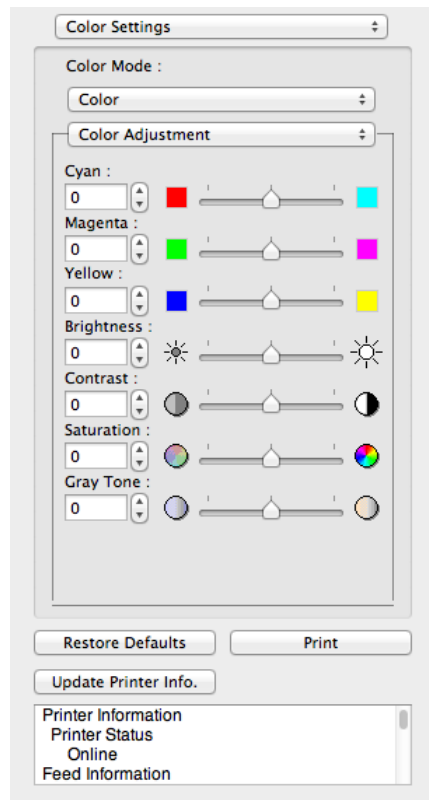 Color Settings
Color Mode :
Color
Color Adjustment
Cyan :
0
Magenta :
0
Yellow :
0
Brightness :
0
Contrast :
0
Saturation :
0
Gray Tone :
0
Restore Defaults
Print
Update Printer Info.
Printer Information
Printer Status
Online
Feed Information